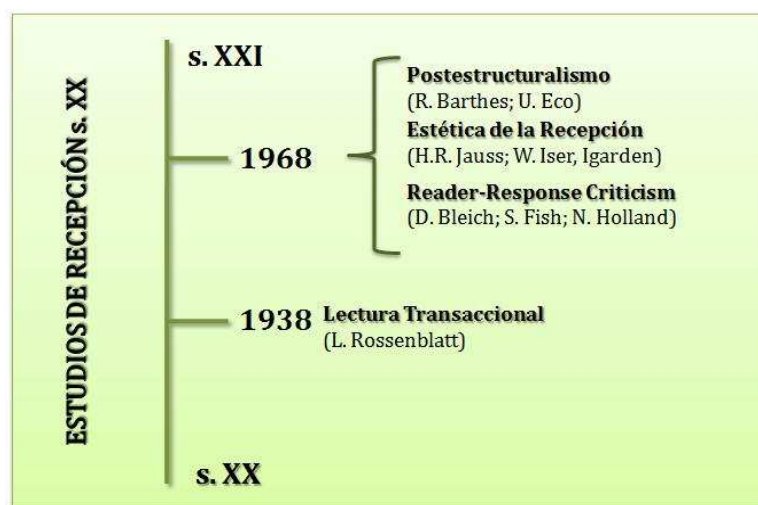 ESTUDIOS DE RECEPCIÓN s. XX
s. XXI
1968
Postestructuralismo
(R. Barthes; U. Eco)
Estética de la Recepción
(H.R. Jauss; W. Iser, Igarden)
Reader-Response Criticism
(D. Bleich; S. Fish; N. Holland)
1938
Lectura Transaccional
(L. Rossenblatt)
s. XX